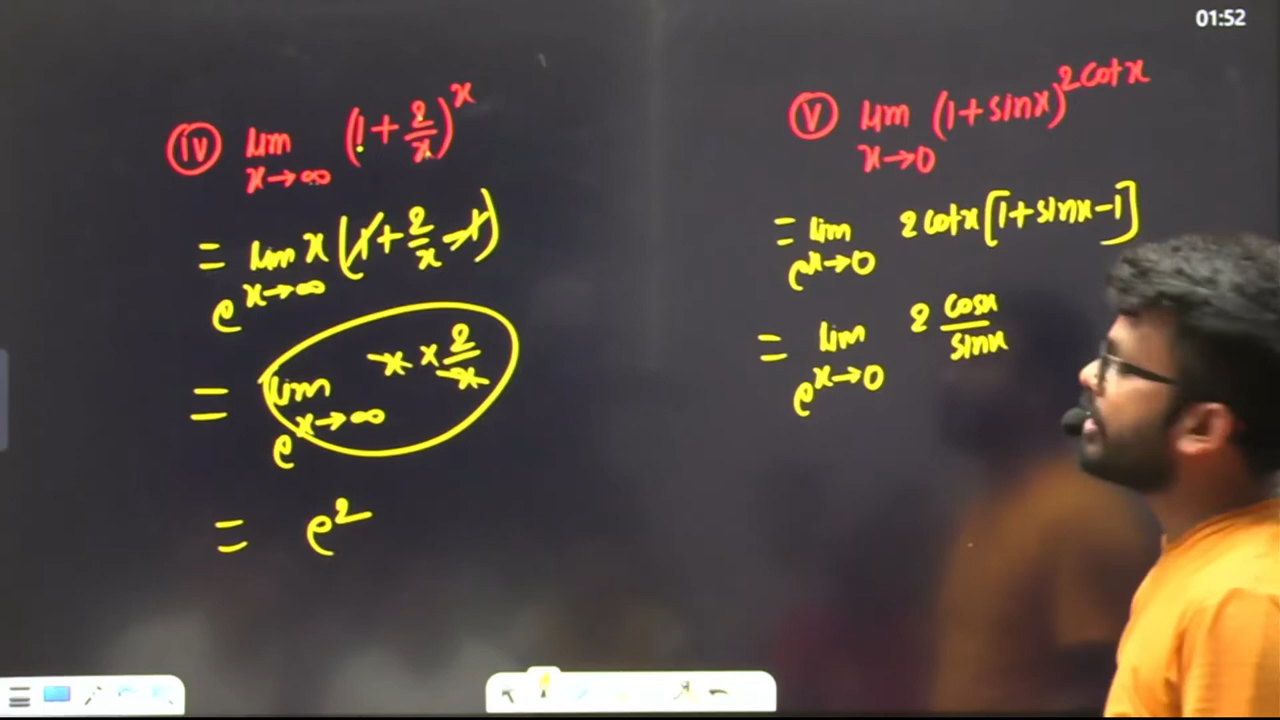 01:52
(iv) lim x→∞ (1+2/x)^x
= e^lim x→∞ x(1+2/x-1)
= e^lim x→∞ x×2/x
= e^2
(v) lim x→0 (1+sinx)^2cotx
= e^lim x→0 2cotx[1+sinx-1]
= e^lim x→0 2 cosx/sinx